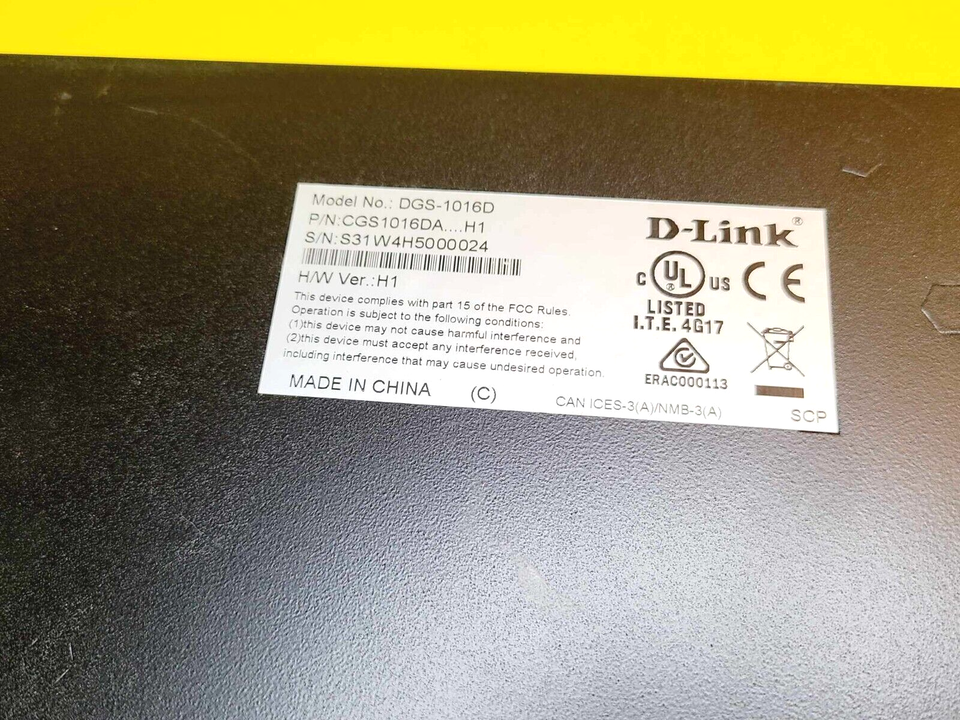 Model No.: DGS-1016D
P/N:CGS1016DA....H1
S/N:S31W4H5000024
H/W Ver.:H1
This device complies with part 15 of the FCC Rules.
Operation is subject to the following conditions:
(1)this device may not cause harmful interference and
(2)this device must accept any interference received,
including interference that may cause undesired operation.
MADE IN CHINA (C)
D-Link®
C UL ® US CE
LISTED
I.T.E. 4G17
ERAC000113
CAN ICES-3(A)/NMB-3(A)
SCP